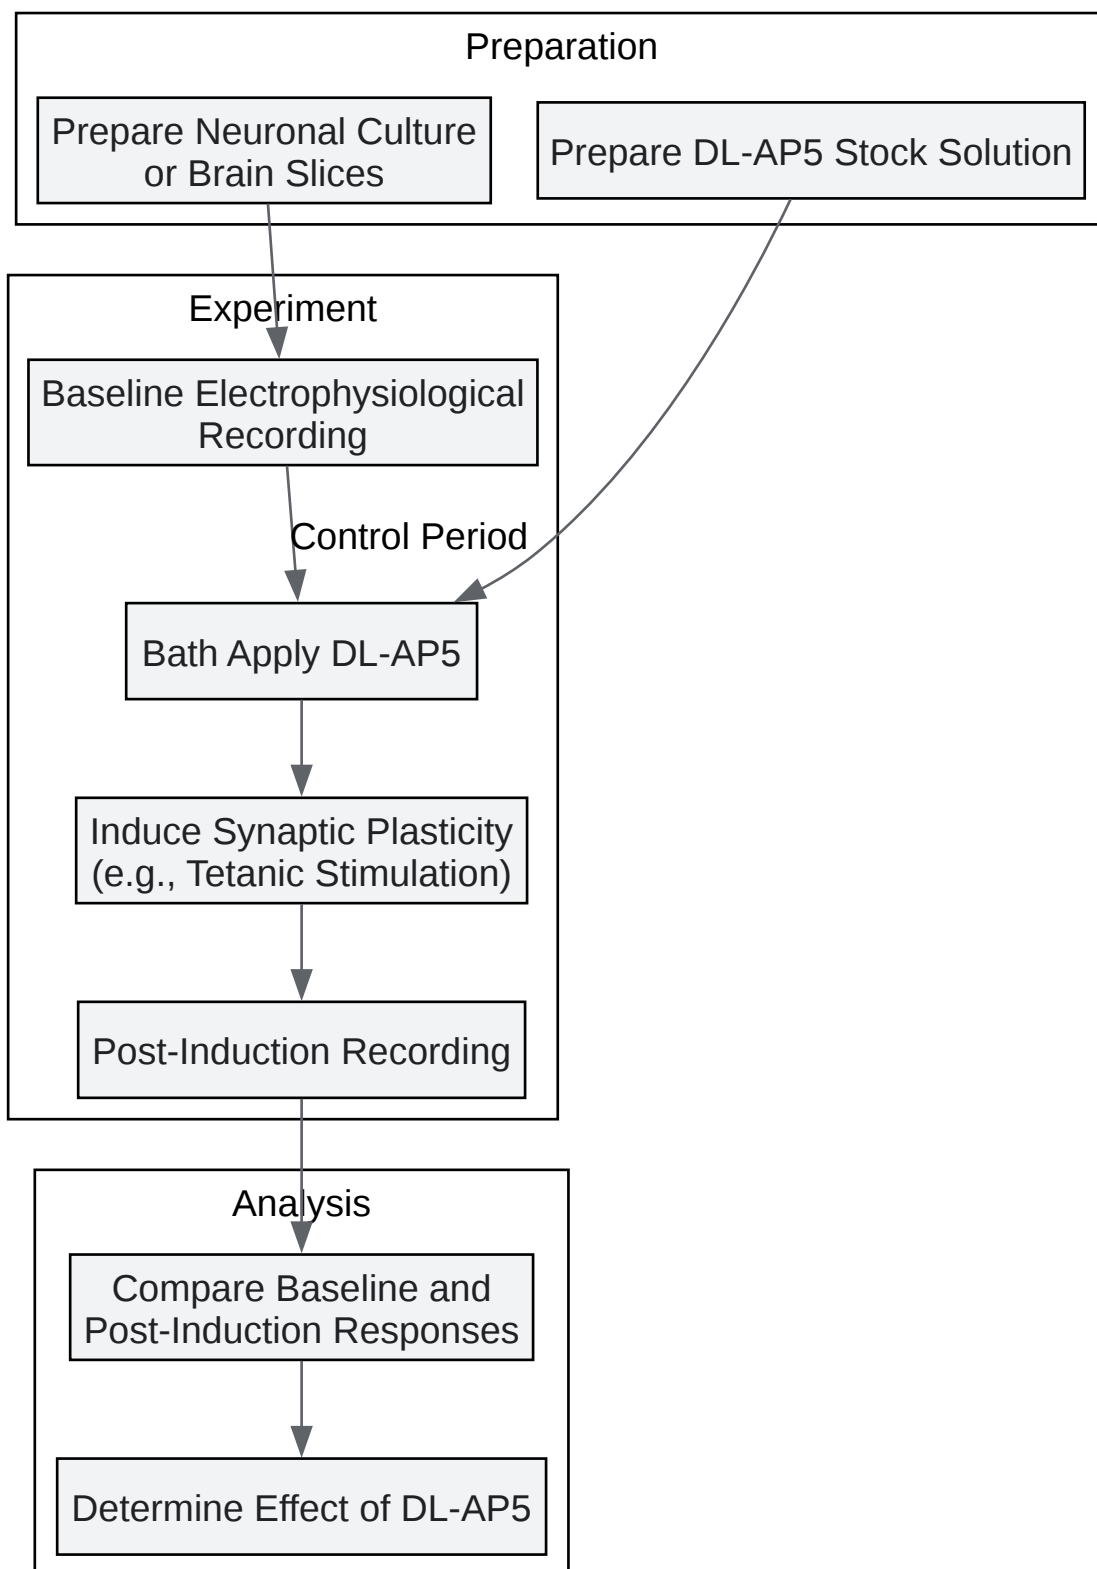 Preparation
Prepare Neuronal Culture
or Brain Slices
Prepare DL-AP5 Stock Solution
Experiment
Baseline Electrophysiological
Recording
Control Period
Bath Apply DL-AP5
Induce Synaptic Plasticity
(e.g., Tetanic Stimulation)
Post-Induction Recording
Analysis
Compare Baseline and
Post-Induction Responses
Determine Effect of DL-AP5